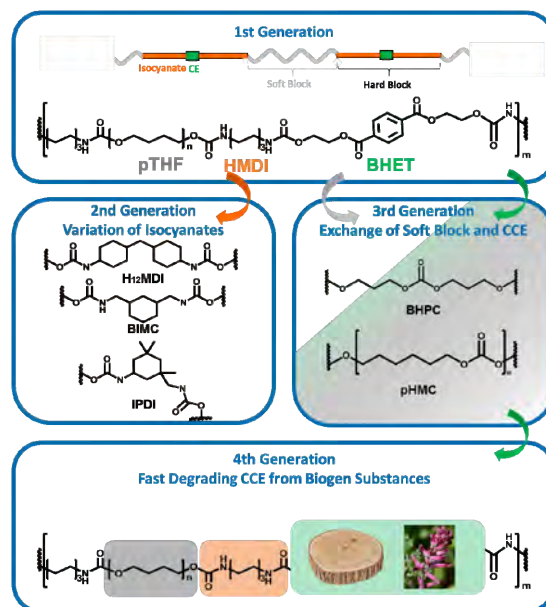 1st Generation
Isocyanate CE
Soft Block
Hard Block
pTHF
HMDI
BHET
2nd Generation
Variation of Isocyanates
H₁₂MDI
BIMC
IPDI
3rd Generation
Exchange of Soft Block and CCE
BHPC
pHMC
4th Generation
Fast Degrading CCE from Biogen Substances